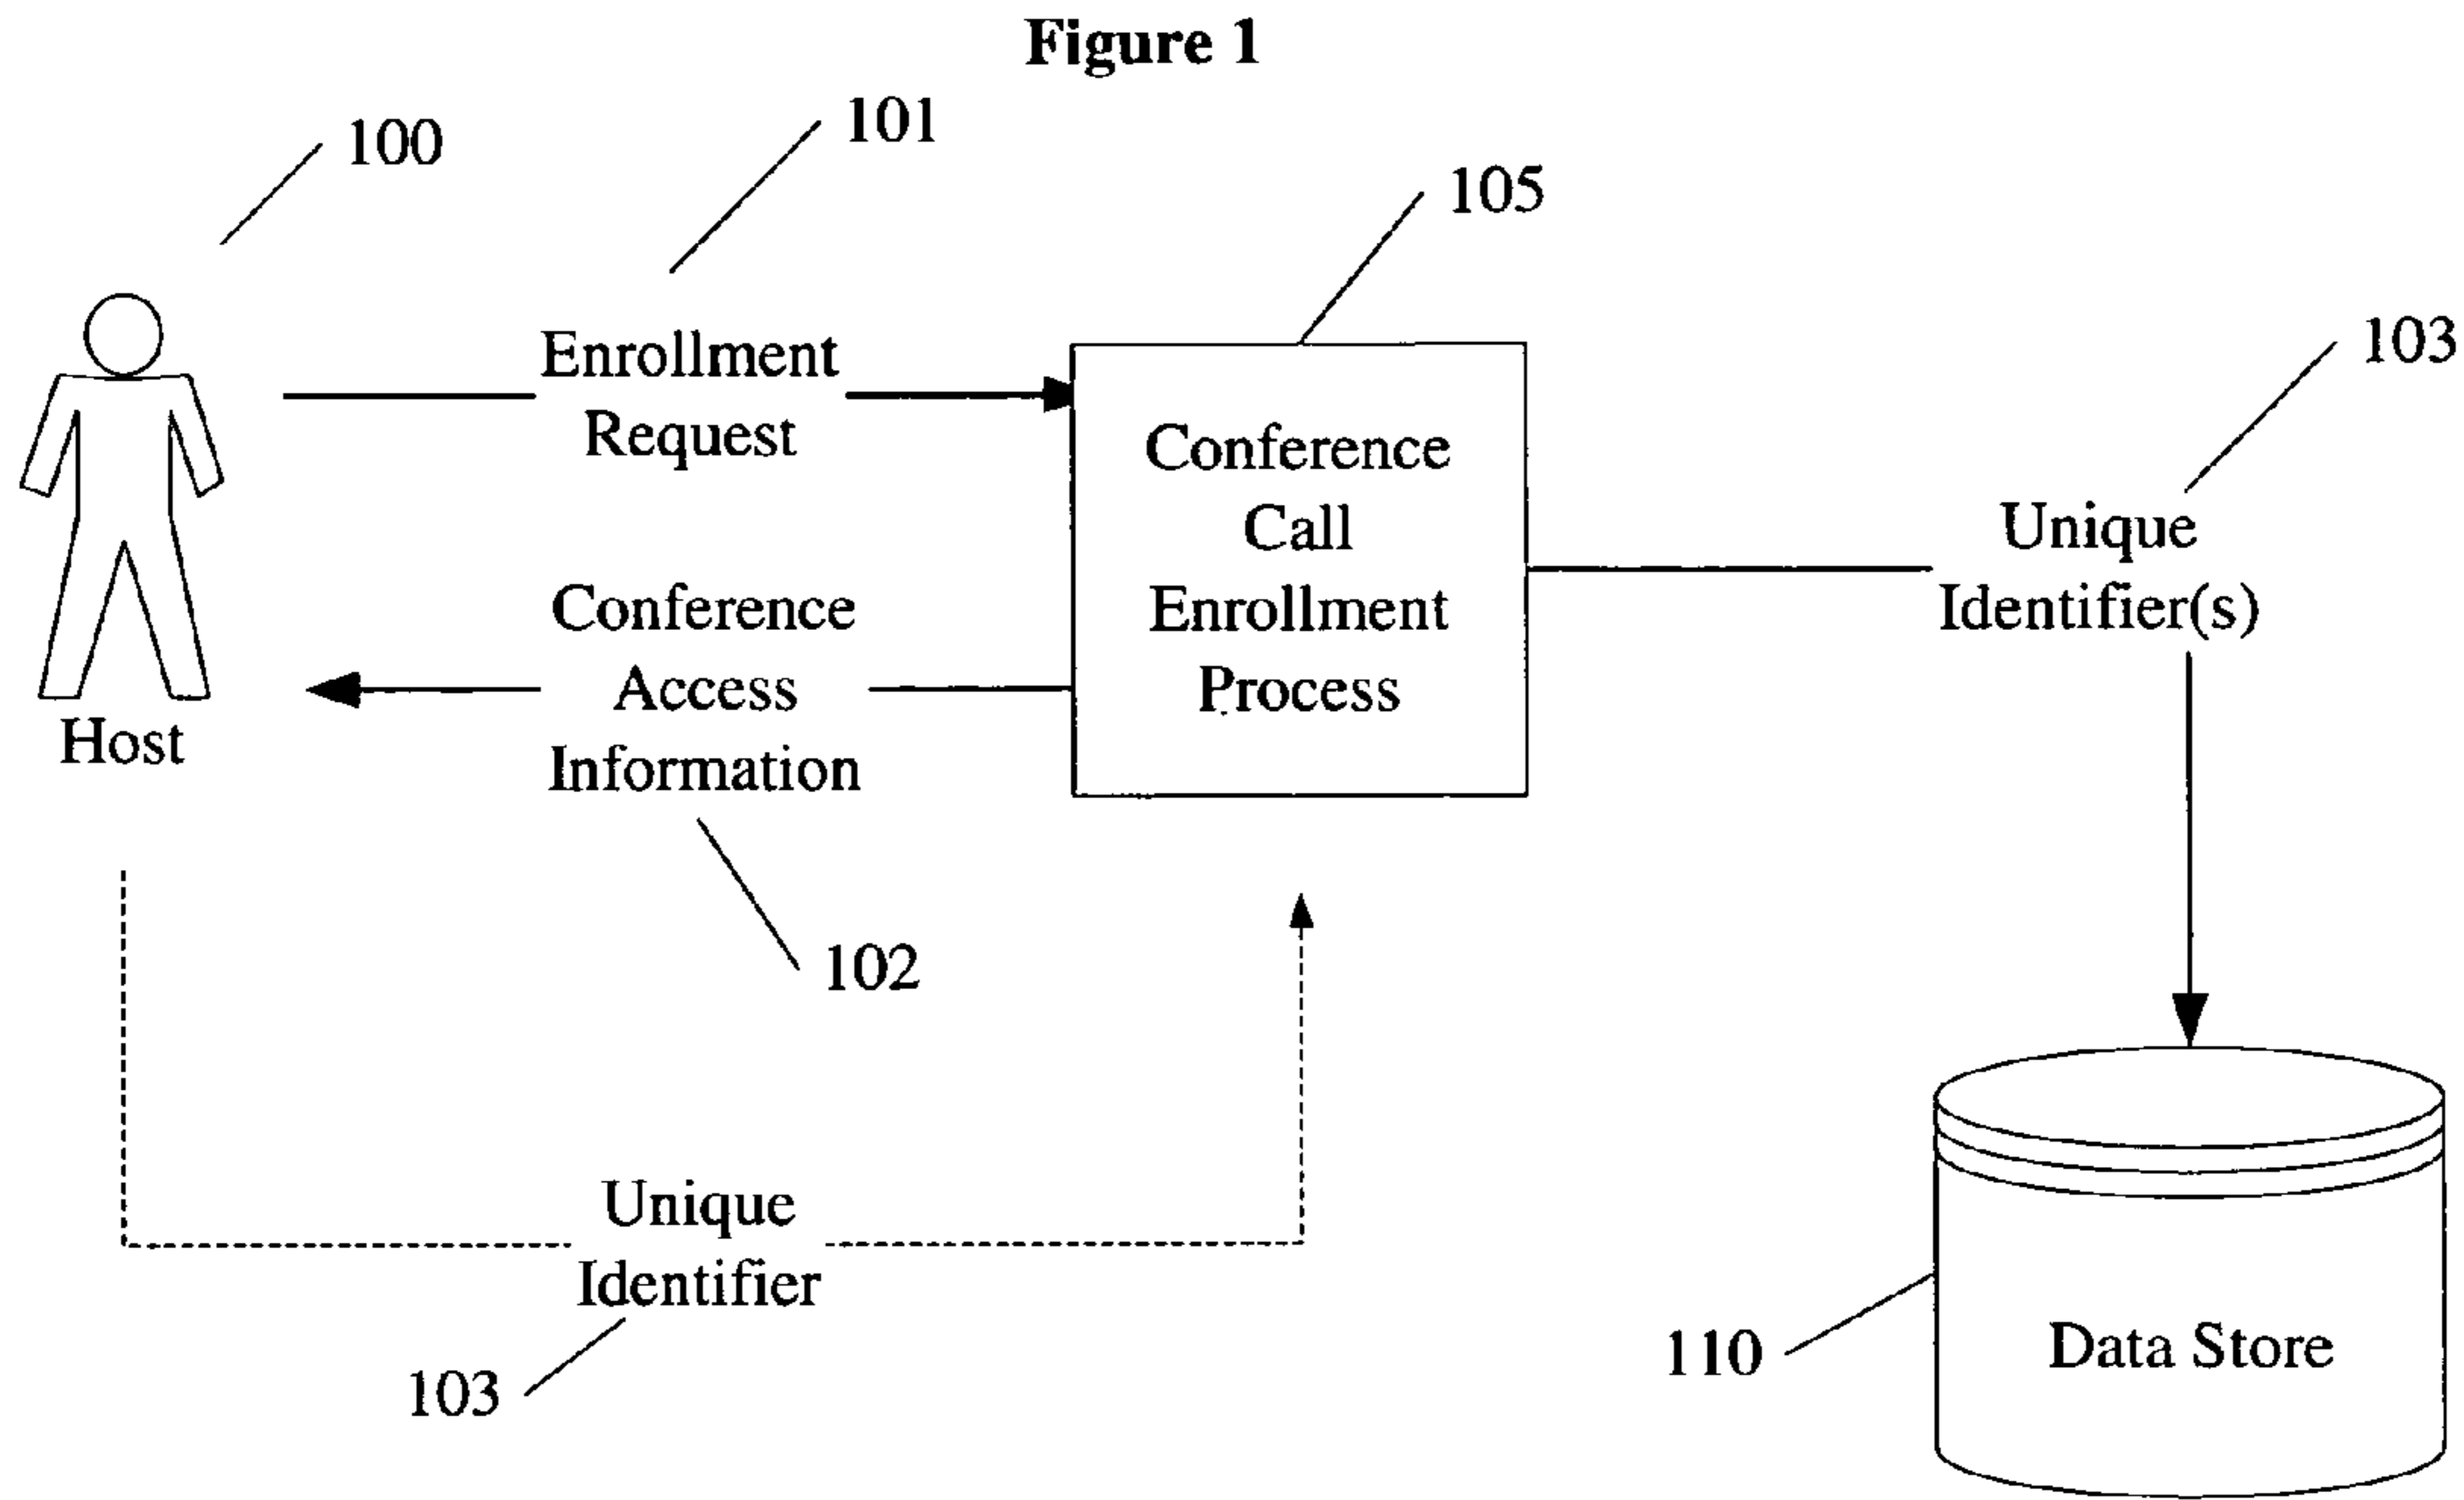 Figure 1
100
101
105
103
Enrollment
Request
Conference
Call
Enrollment
Process
Unique
Identifier(s)
Conference
Access
Information
Host
102
Unique
Identifier
103
110
Data Store